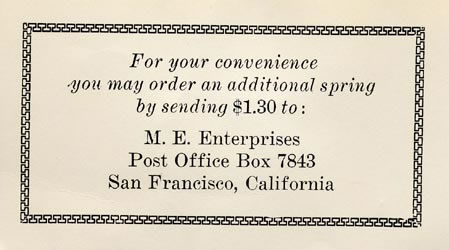 For your convenience
you may order an additional spring
by sending $1.30 to:
M. E. Enterprises
Post Office Box 7843
San Francisco, California